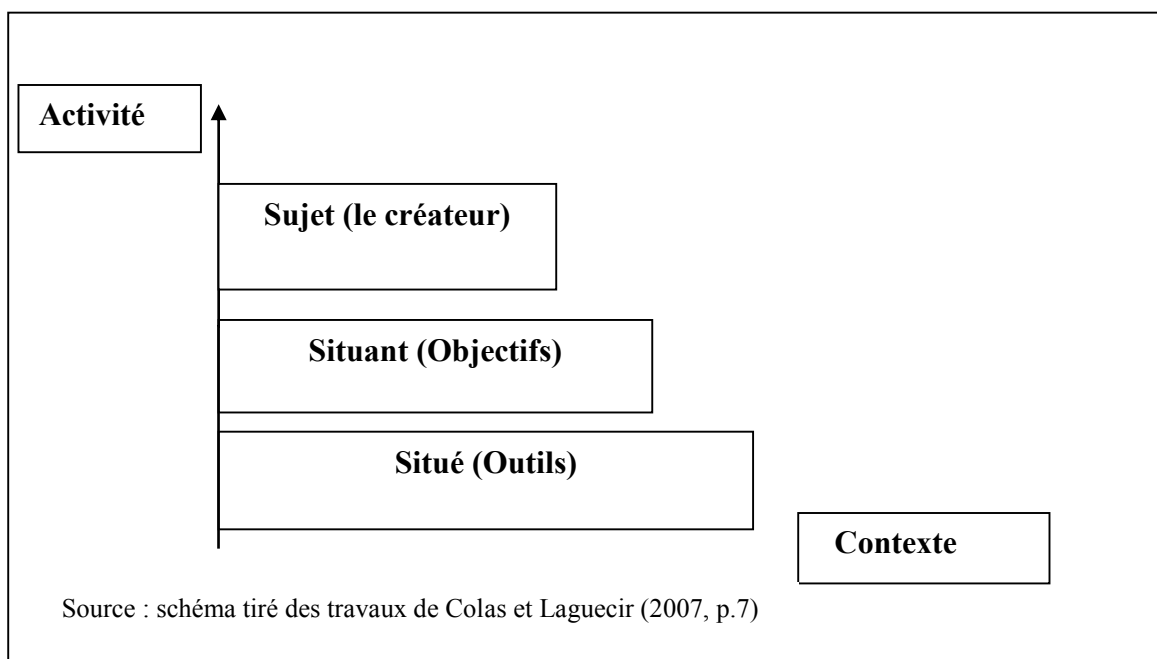 Activité
Sujet (le créateur)
Situant (Objectifs)
Situé (Outils)
Contexte
Source : schéma tiré des travaux de Colas et Laguecir (2007, p.7)